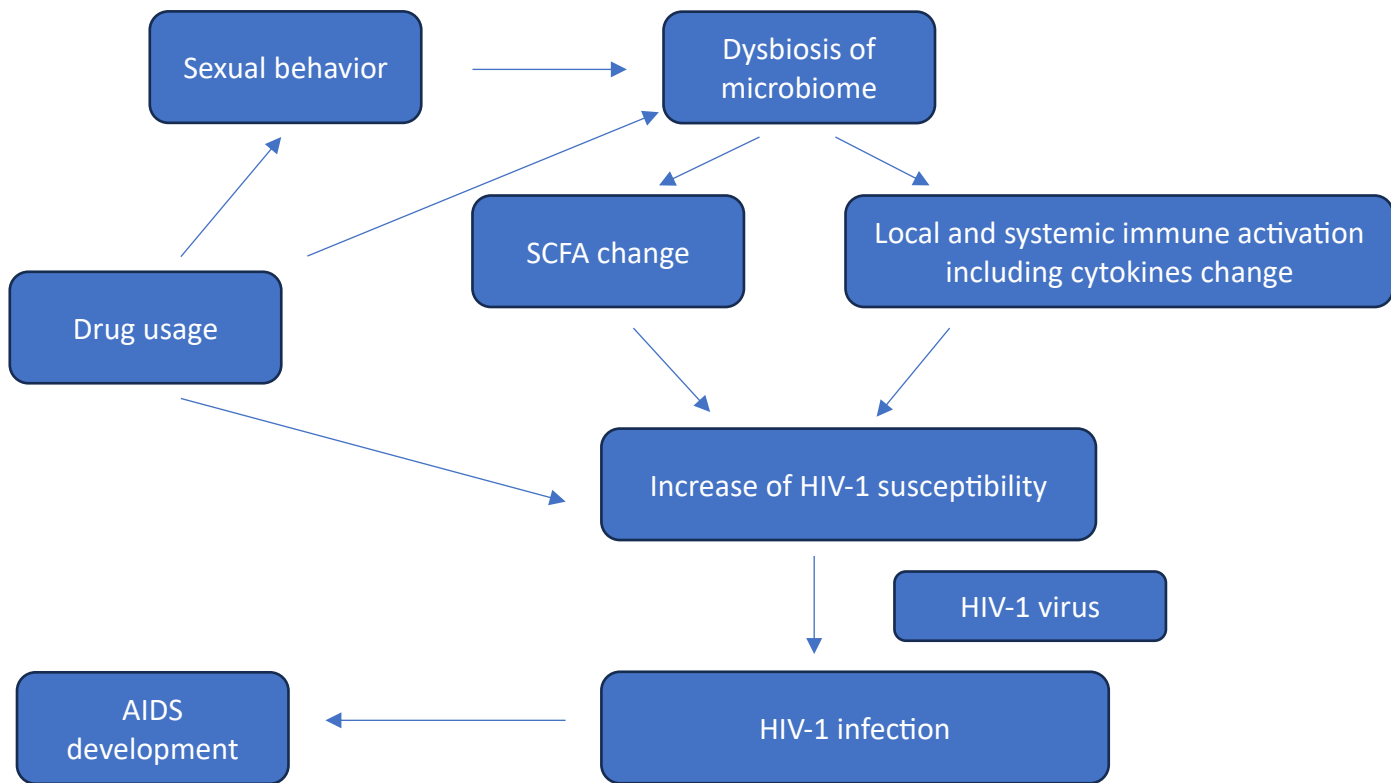 Sexual behavior
Dysbiosis of
microbiome
SCFA change
Local and systemic immune activation
including cytokines change
Drug usage
Increase of HIV-1 susceptibility
HIV-1 virus
AIDS
development
HIV-1 infection